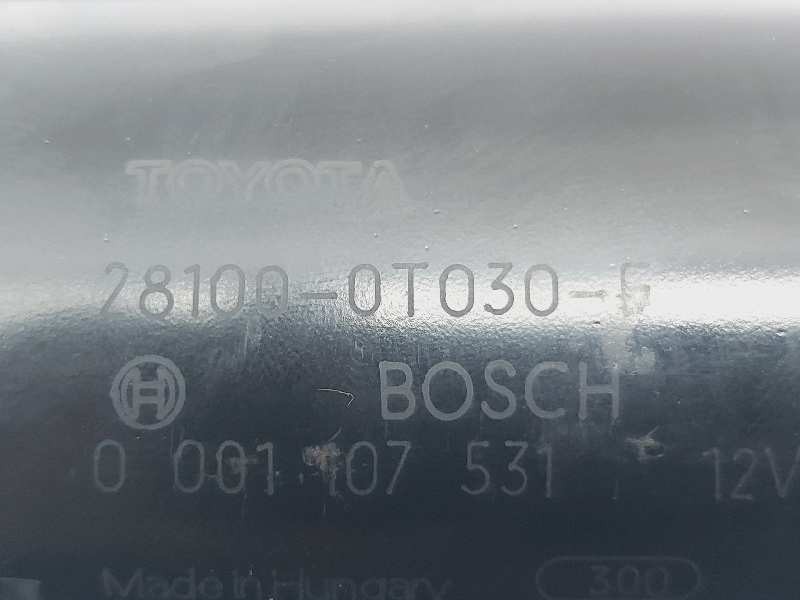 TOYOTA
28100-0T030-
BOSCH
0 001 107 531 12V
Made in Hungary 300